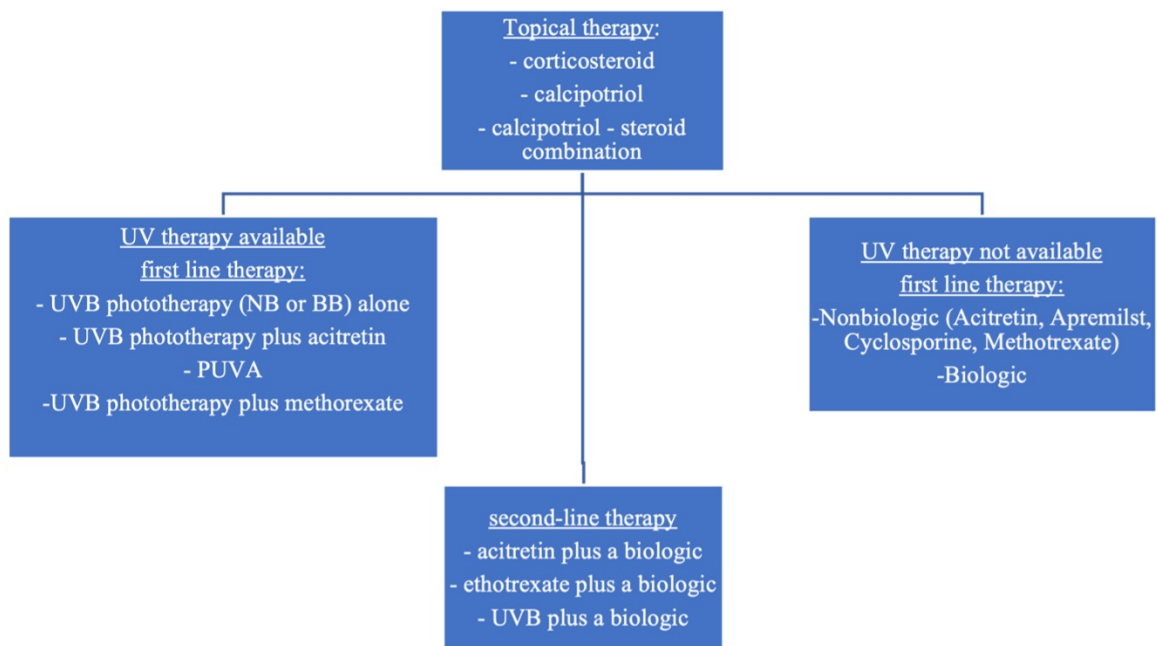 Topical therapy:
- corticosteroid
- calcipotriol
- calcipotriol - steroid
combination
UV therapy available
first line therapy:
- UVB phototherapy (NB or BB) alone
- UVB phototherapy plus acitretin
- PUVA
-UVB phototherapy plus methorexate
UV therapy not available
first line therapy:
-Nonbiologic (Acitretin, Apremilst,
Cyclosporine, Methotrexate)
-Biologic
second-line therapy
- acitretin plus a biologic
- ethotrexate plus a biologic
- UVB plus a biologic